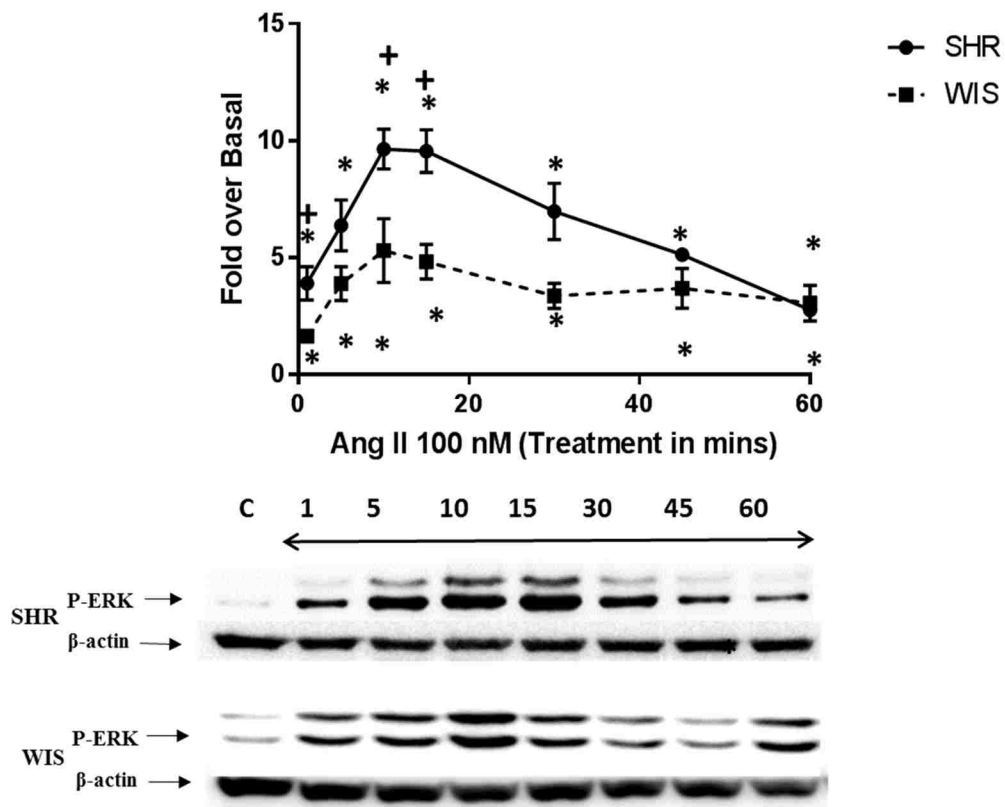 15
10
5
0
Fold over Basal
+
*
*
+
*
+
*
*
*
*
*
*
*
*
*
*
*
SHR
WIS
0 20 40 60
Ang II 100 nM (Treatment in mins)
C 1 5 10 15 30 45 60
SHR
P-ERK
β-actin
*
WIS
P-ERK
β-actin